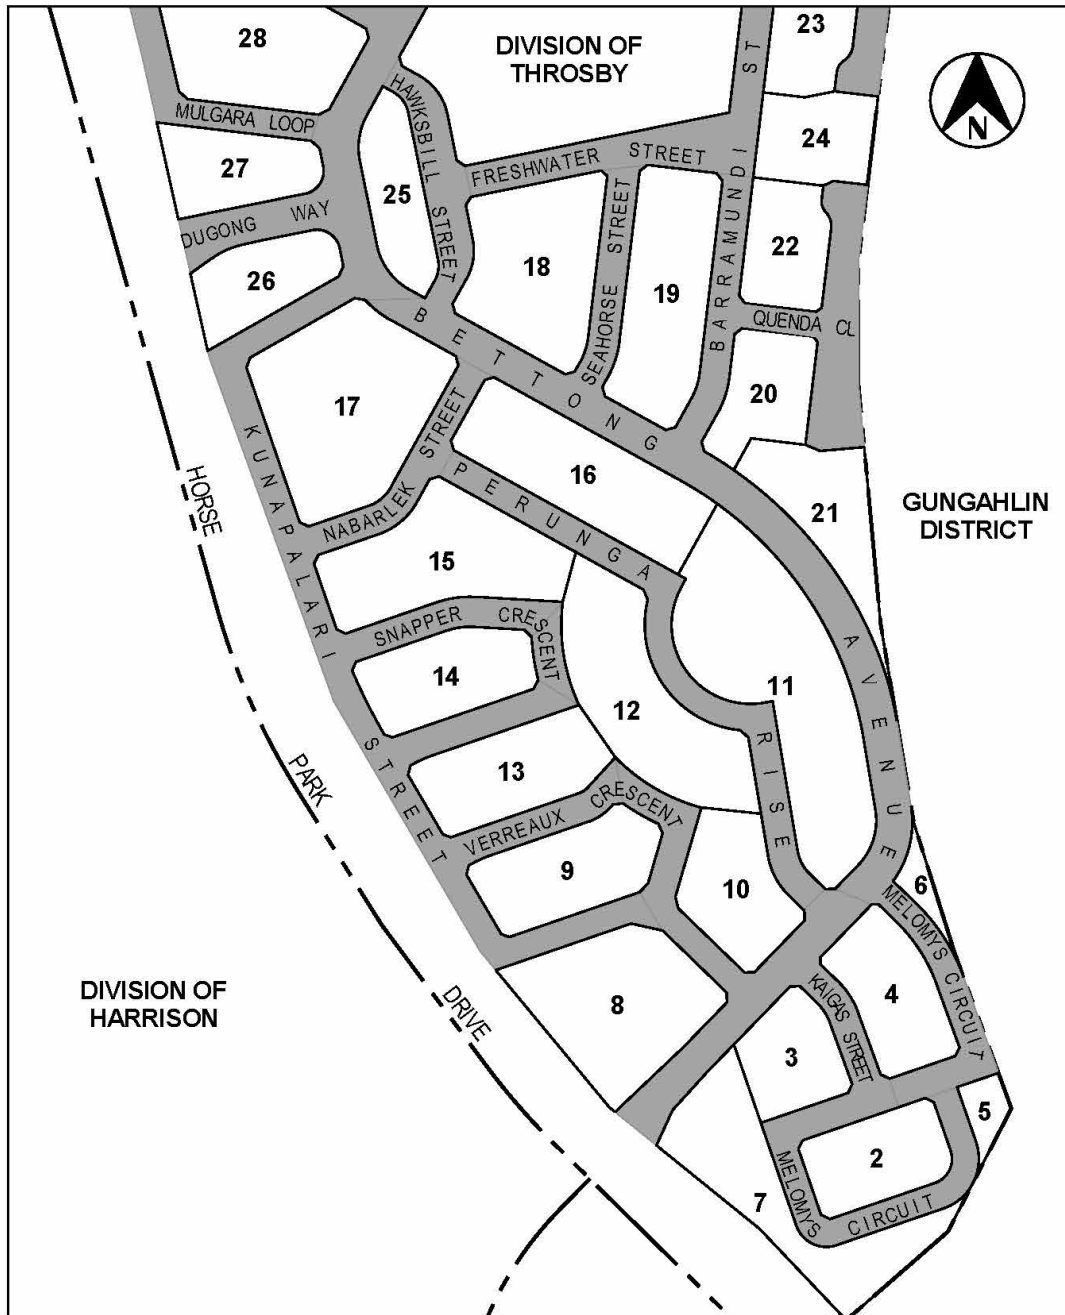 28
DIVISION OF
THROSBY
23
N
MULGARA LOOP
HAWKSBILL STREET
FRESHWATER STREET
BARRAMUNDI ST
24
27
25
DUGONG WAY
22
26
18
SEAHORSE STREET
19
QUENDA CL
BETTONG AVENUE
20
17
NABARLEK STREET
16
KUNAPALARI STREET
PERUNGA RISE
21
GUNGAHLIN
DISTRICT
HORSE PARK DRIVE
15
SNAPPER CRESCENT
14
12
11
13
VERREAUX CRESCENT
9
10
6
MELOMYS CIRCUIT
DIVISION OF
HARRISON
8
KAIGAS STREET
4
3
5
2
7
MELOMYS CIRCUIT